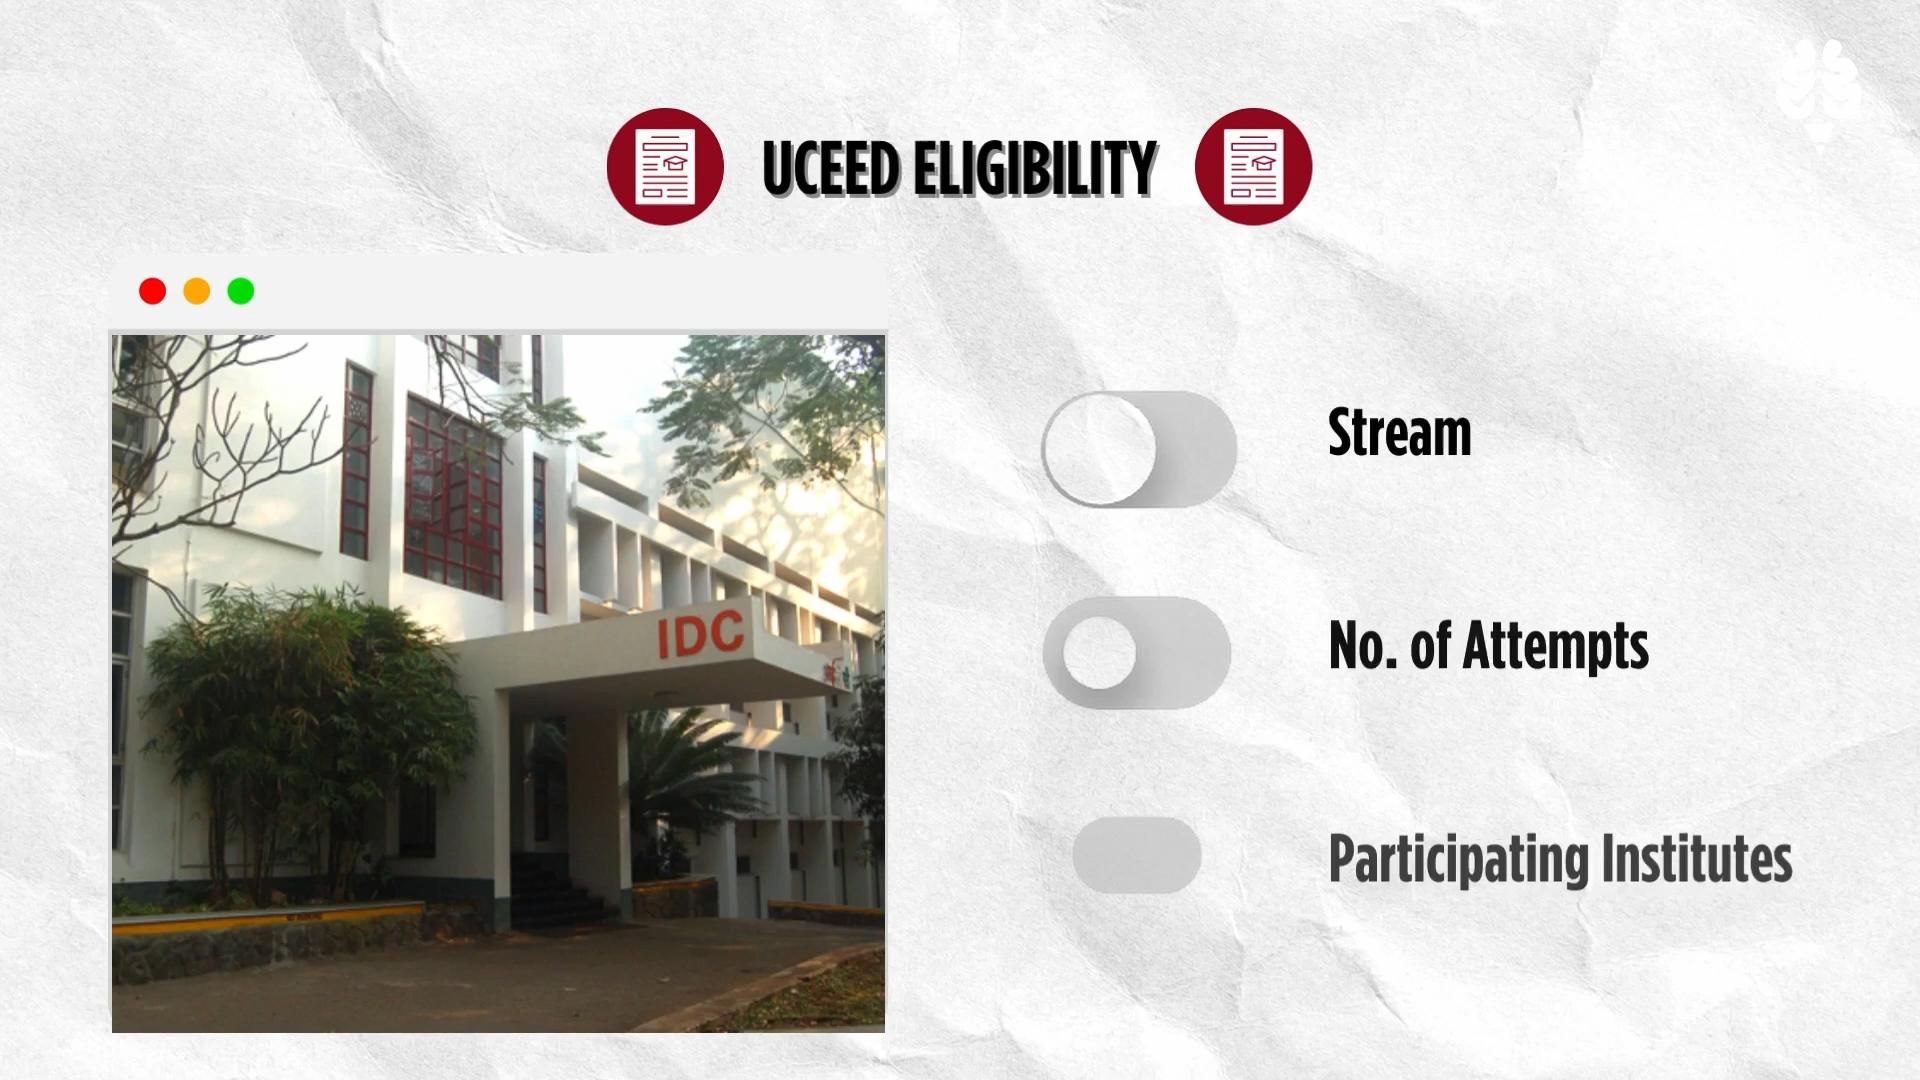 UCEED ELIGIBILITY
IDC
Stream
No. of Attempts
Participating Institutes